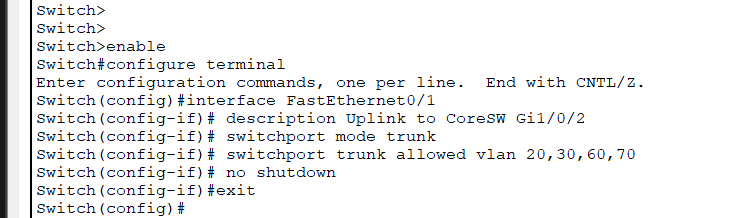 Switch>
Switch>
Switch>enable
Switch#configure terminal
Enter configuration commands, one per line.  End with CNTL/Z.
Switch(config)#interface FastEthernet0/1
Switch(config-if)# description Uplink to CoreSW Gi1/0/2
Switch(config-if)# switchport mode trunk
Switch(config-if)# switchport trunk allowed vlan 20,30,60,70
Switch(config-if)# no shutdown
Switch(config-if)#exit
Switch(config)#